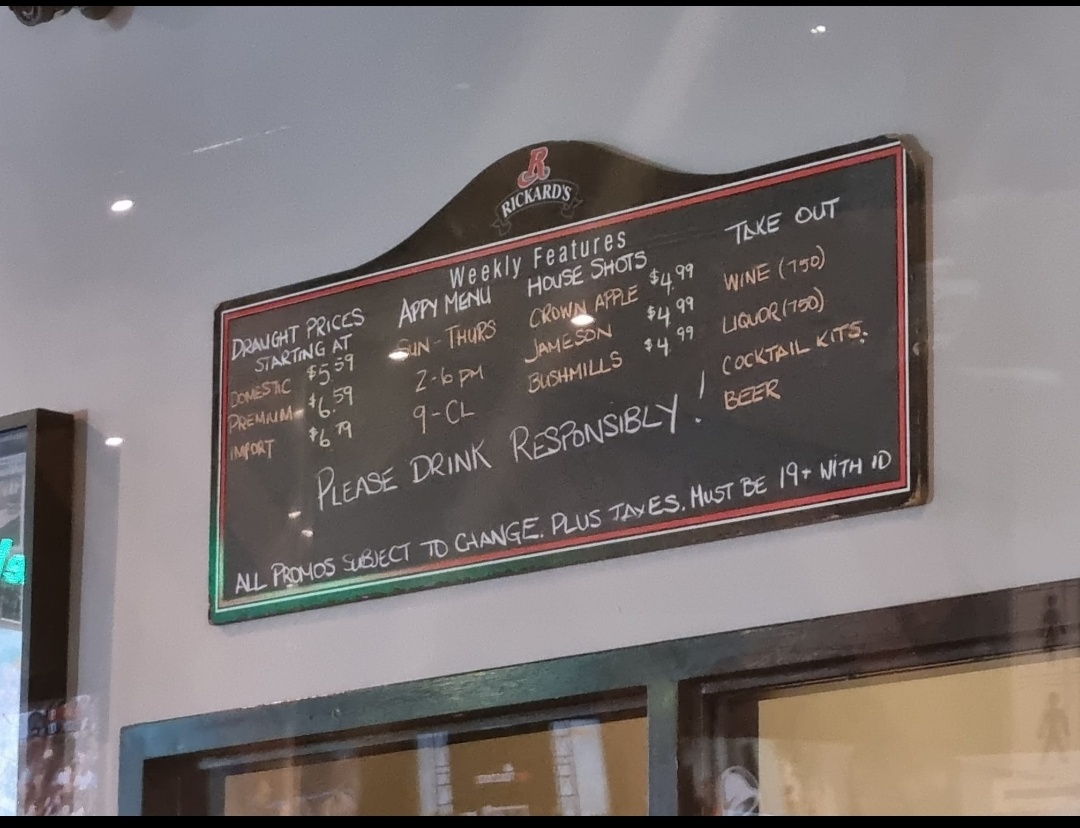 R
RICKARD'S
Weekly Features
DRAUGHT PRICES
STARTING AT
DOMESTIC $5.59
PREMIUM $6.59
IMPORT $6.79
APPY MENU
SUN-THURS
2-6 PM
9-CL
HOUSE SHOTS
CROWN APPLE $4.99
JAMESON $4.99
BUSHMILLS $4.99
TAKE OUT
WINE (750)
LIQUOR (750)
COCKTAIL KITS.
BEER
PLEASE DRINK RESPONSIBLY!
ALL PROMOS SUBJECT TO CHANGE. PLUS TAXES. MUST BE 19+ WITH ID